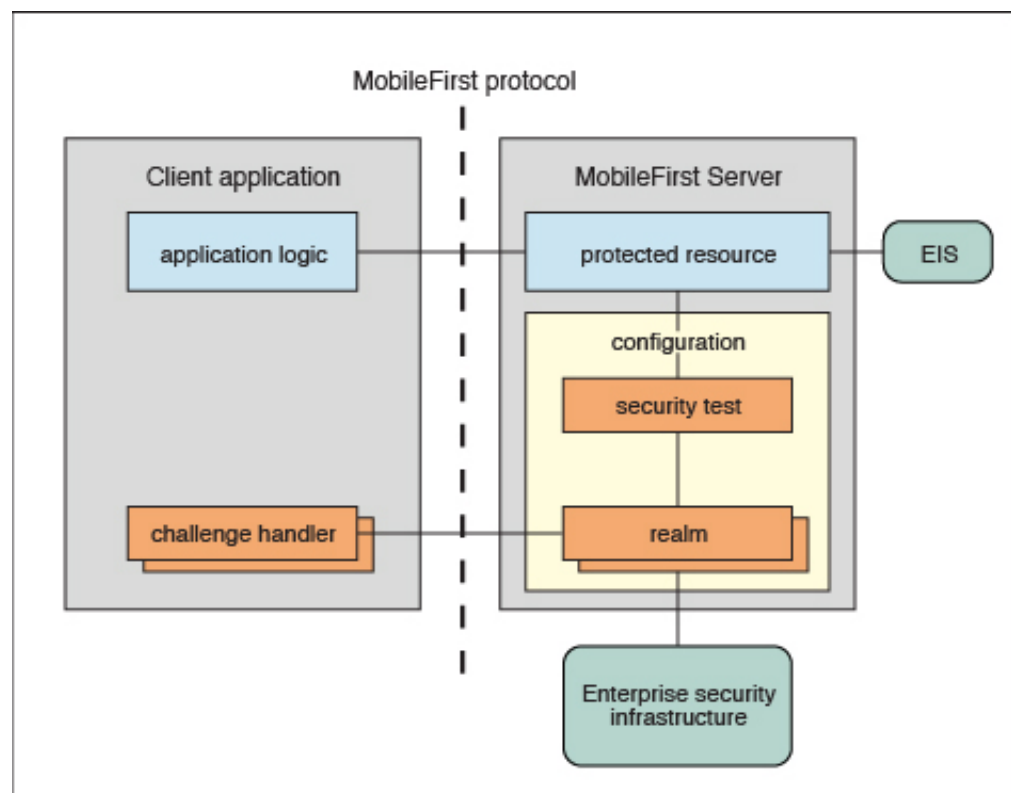 MobileFirst protocol
Client application
MobileFirst Server
application logic
protected resource
EIS
configuration
security test
challenge handler
realm
Enterprise security
infrastructure